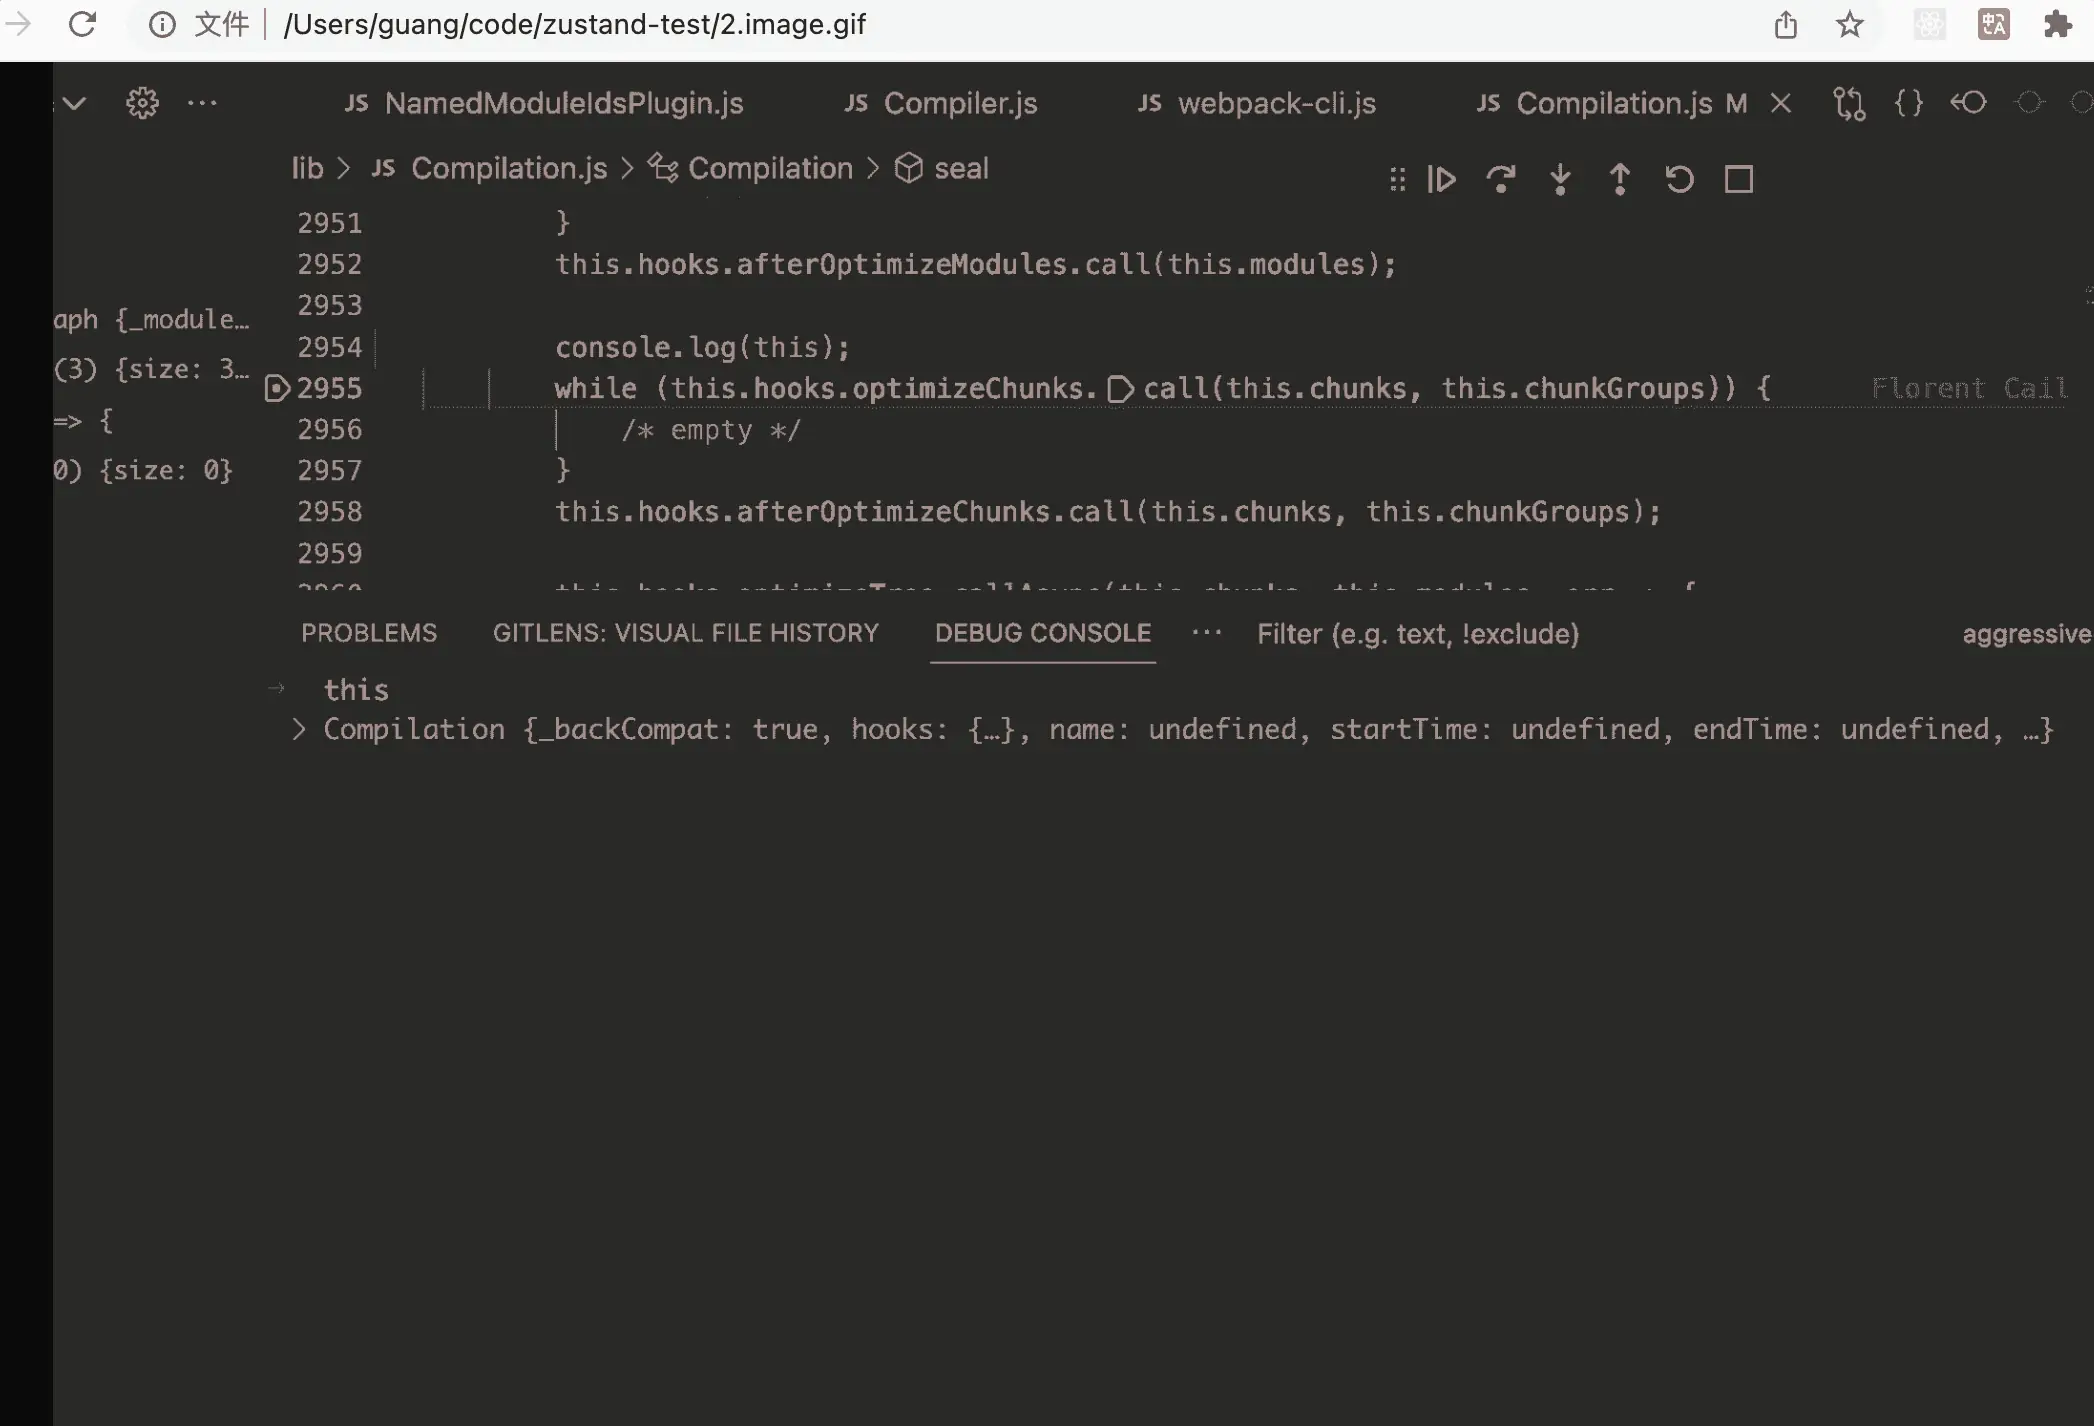 文件 /Users/guang/code/zustand-test/2.image.gif
JS NamedModuleIdsPlugin.js JS Compiler.js JS webpack-cli.js JS Compilation.js M
lib > JS Compilation.js > Compilation > seal
2951 }
2952 this.hooks.afterOptimizeModules.call(this.modules);
2953
aph {_module…
2954 console.log(this);
(3) {size: 3…
2955 while (this.hooks.optimizeChunks.call(this.chunks, this.chunkGroups)) { Florent Cail
=> {
2956 /* empty */
0) {size: 0}
2957 }
2958 this.hooks.afterOptimizeChunks.call(this.chunks, this.chunkGroups);
2959
PROBLEMS GITLENS: VISUAL FILE HISTORY DEBUG CONSOLE ··· Filter (e.g. text, !exclude) aggressive
→ this
> Compilation {_backCompat: true, hooks: {…}, name: undefined, startTime: undefined, endTime: undefined, …}